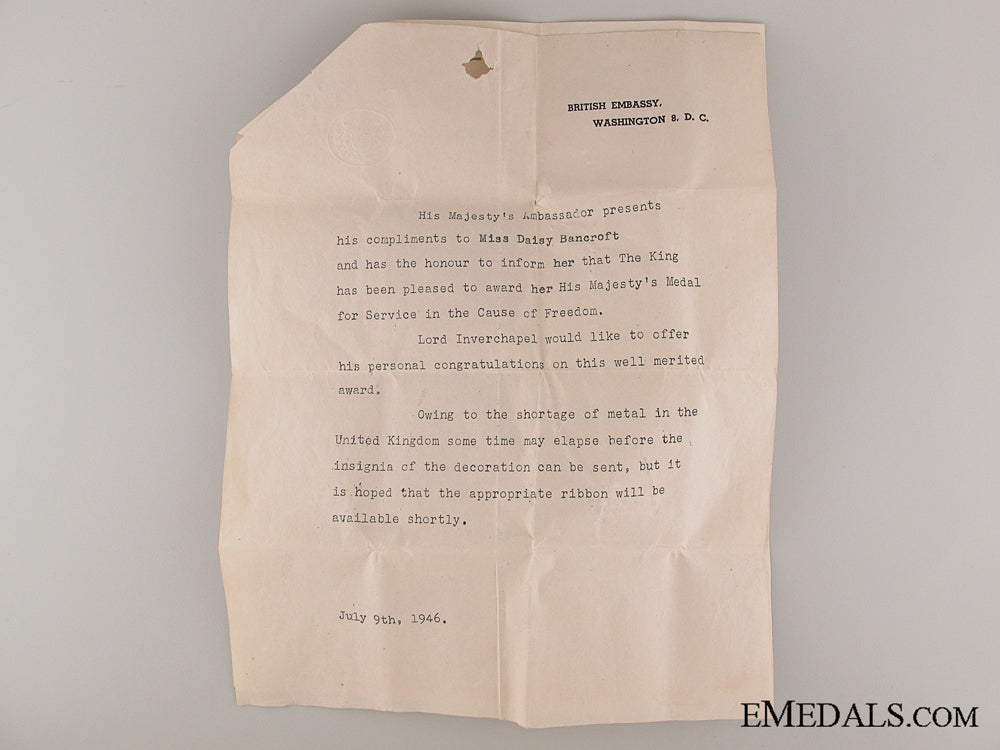 BRITISH EMBASSY,
WASHINGTON 8, D. C.
His Majesty's Ambassador presents
his compliments to Miss Daisy Bancroft
and has the honour to inform her that The King
has been pleased to award her His Majesty's Medal
for Service in the Cause of Freedom.
Lord Inverchapel would like to offer
his personal congratulations on this well merited
award.
Owing to the shortage of metal in the
United Kingdom some time may elapse before the
insignia of the decoration can be sent, but it
is hoped that the appropriate ribbon will be
available shortly.
July 9th, 1946.
EMEDALS.COM